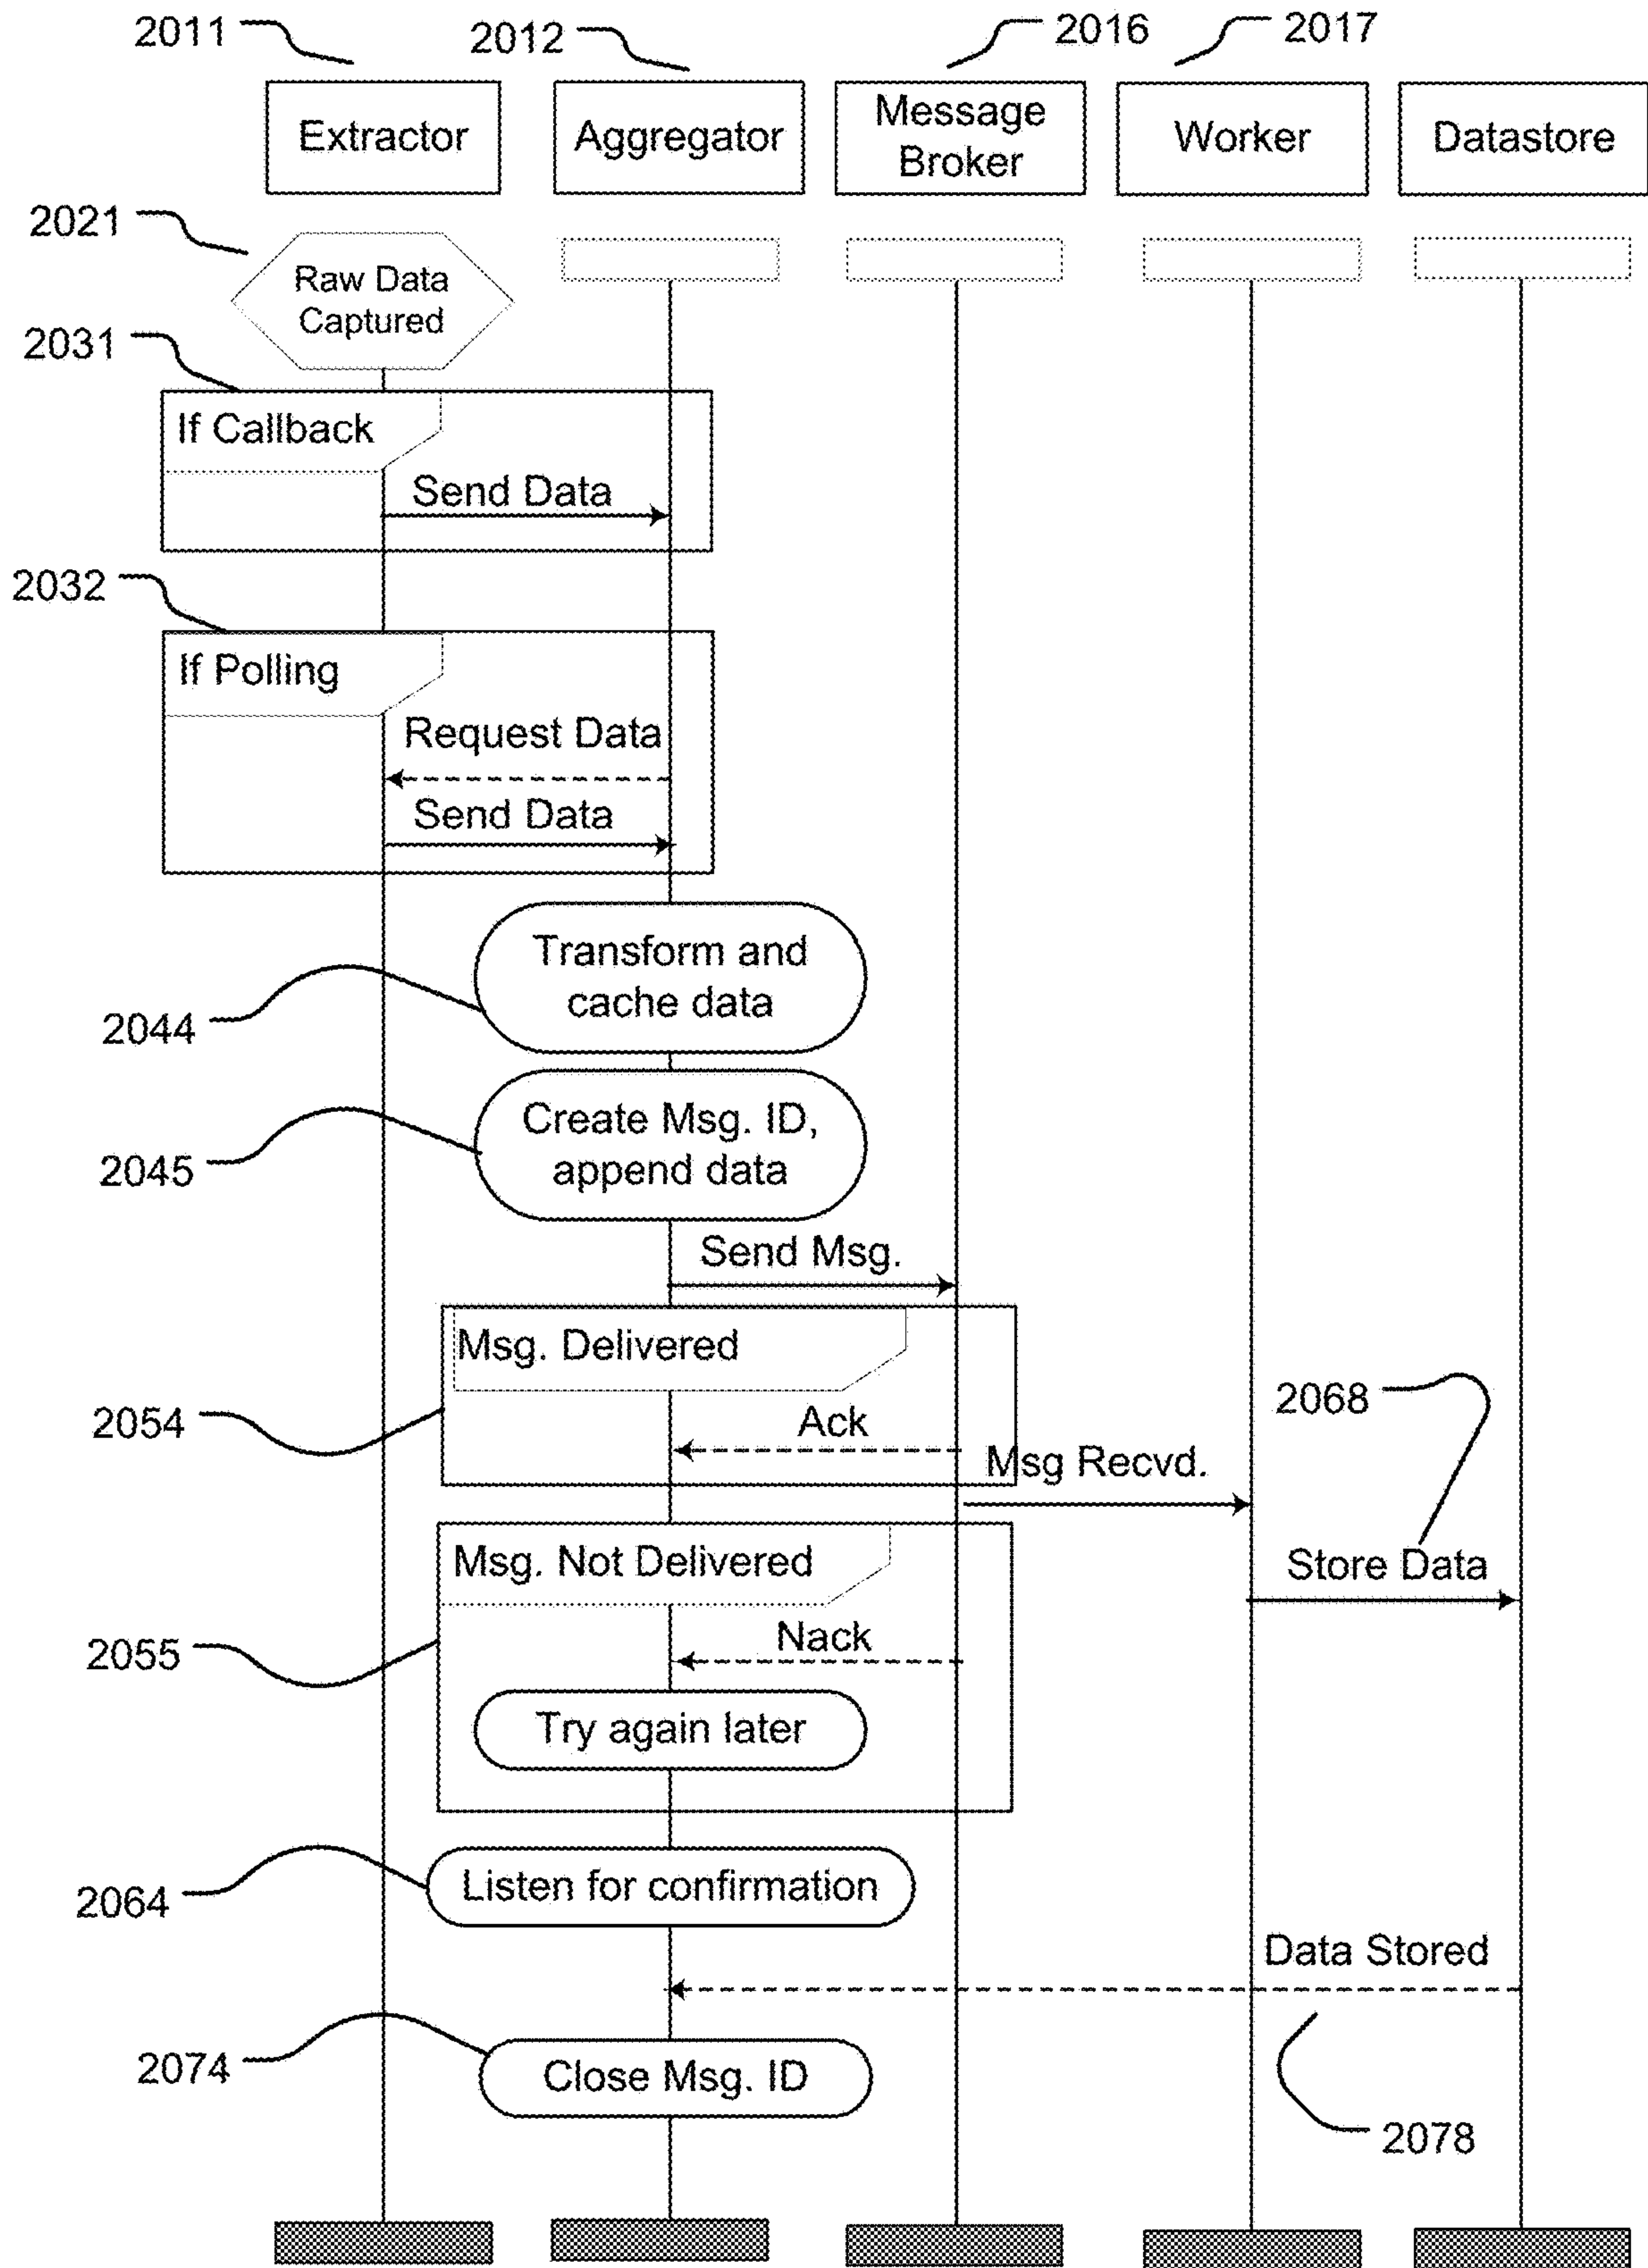 2011
2012
2016
2017
Extractor
Aggregator
Message
Broker
Worker
Datastore
2021
Raw Data
Captured
2031
If Callback
Send Data
2032
If Polling
Request Data
Send Data
Transform and
cache data
2044
Create Msg. ID,
append data
2045
Send Msg.
Msg. Delivered
2054
Ack
2068
Msg Recvd.
Msg. Not Delivered
Store Data
2055
Nack
Try again later
2064
Listen for confirmation
Data Stored
2074
Close Msg. ID
2078